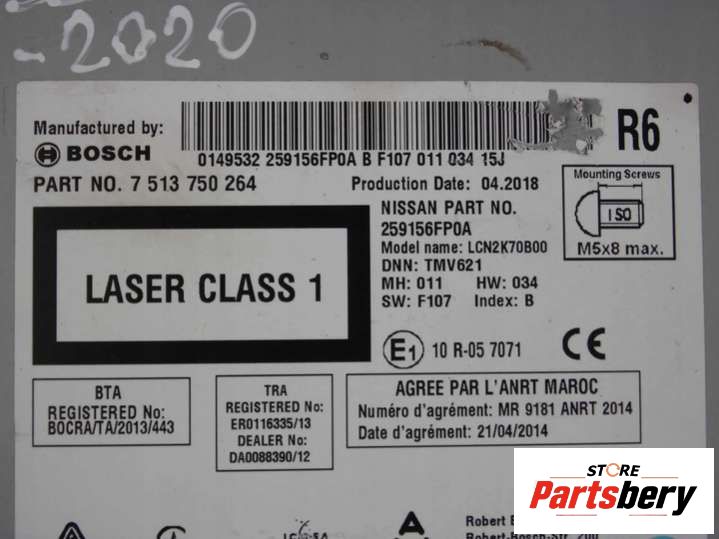 -2020
Manufactured by:
BOSCH
0149532 259156FP0A B F107 011 034 15J
R6
PART NO. 7 513 750 264
Production Date: 04.2018
Mounting Screws
ISO
M5x8 max.
NISSAN PART NO.
259156FP0A
Model name: LCN2K70B00
DNN: TMV621
MH: 011 HW: 034
SW: F107 Index: B
LASER CLASS 1
E1 10 R-05 7071
CE
BTA
REGISTERED No:
BOCRA/TA/2013/443
TRA
REGISTERED No:
ER0116335/13
DEALER No:
DA0088390/12
AGREE PAR L'ANRT MAROC
Numéro d'agrément: MR 9181 ANRT 2014
Date d'agrément: 21/04/2014
Robert
Robert-Bosch-Str. 200
STORE
Partsbery